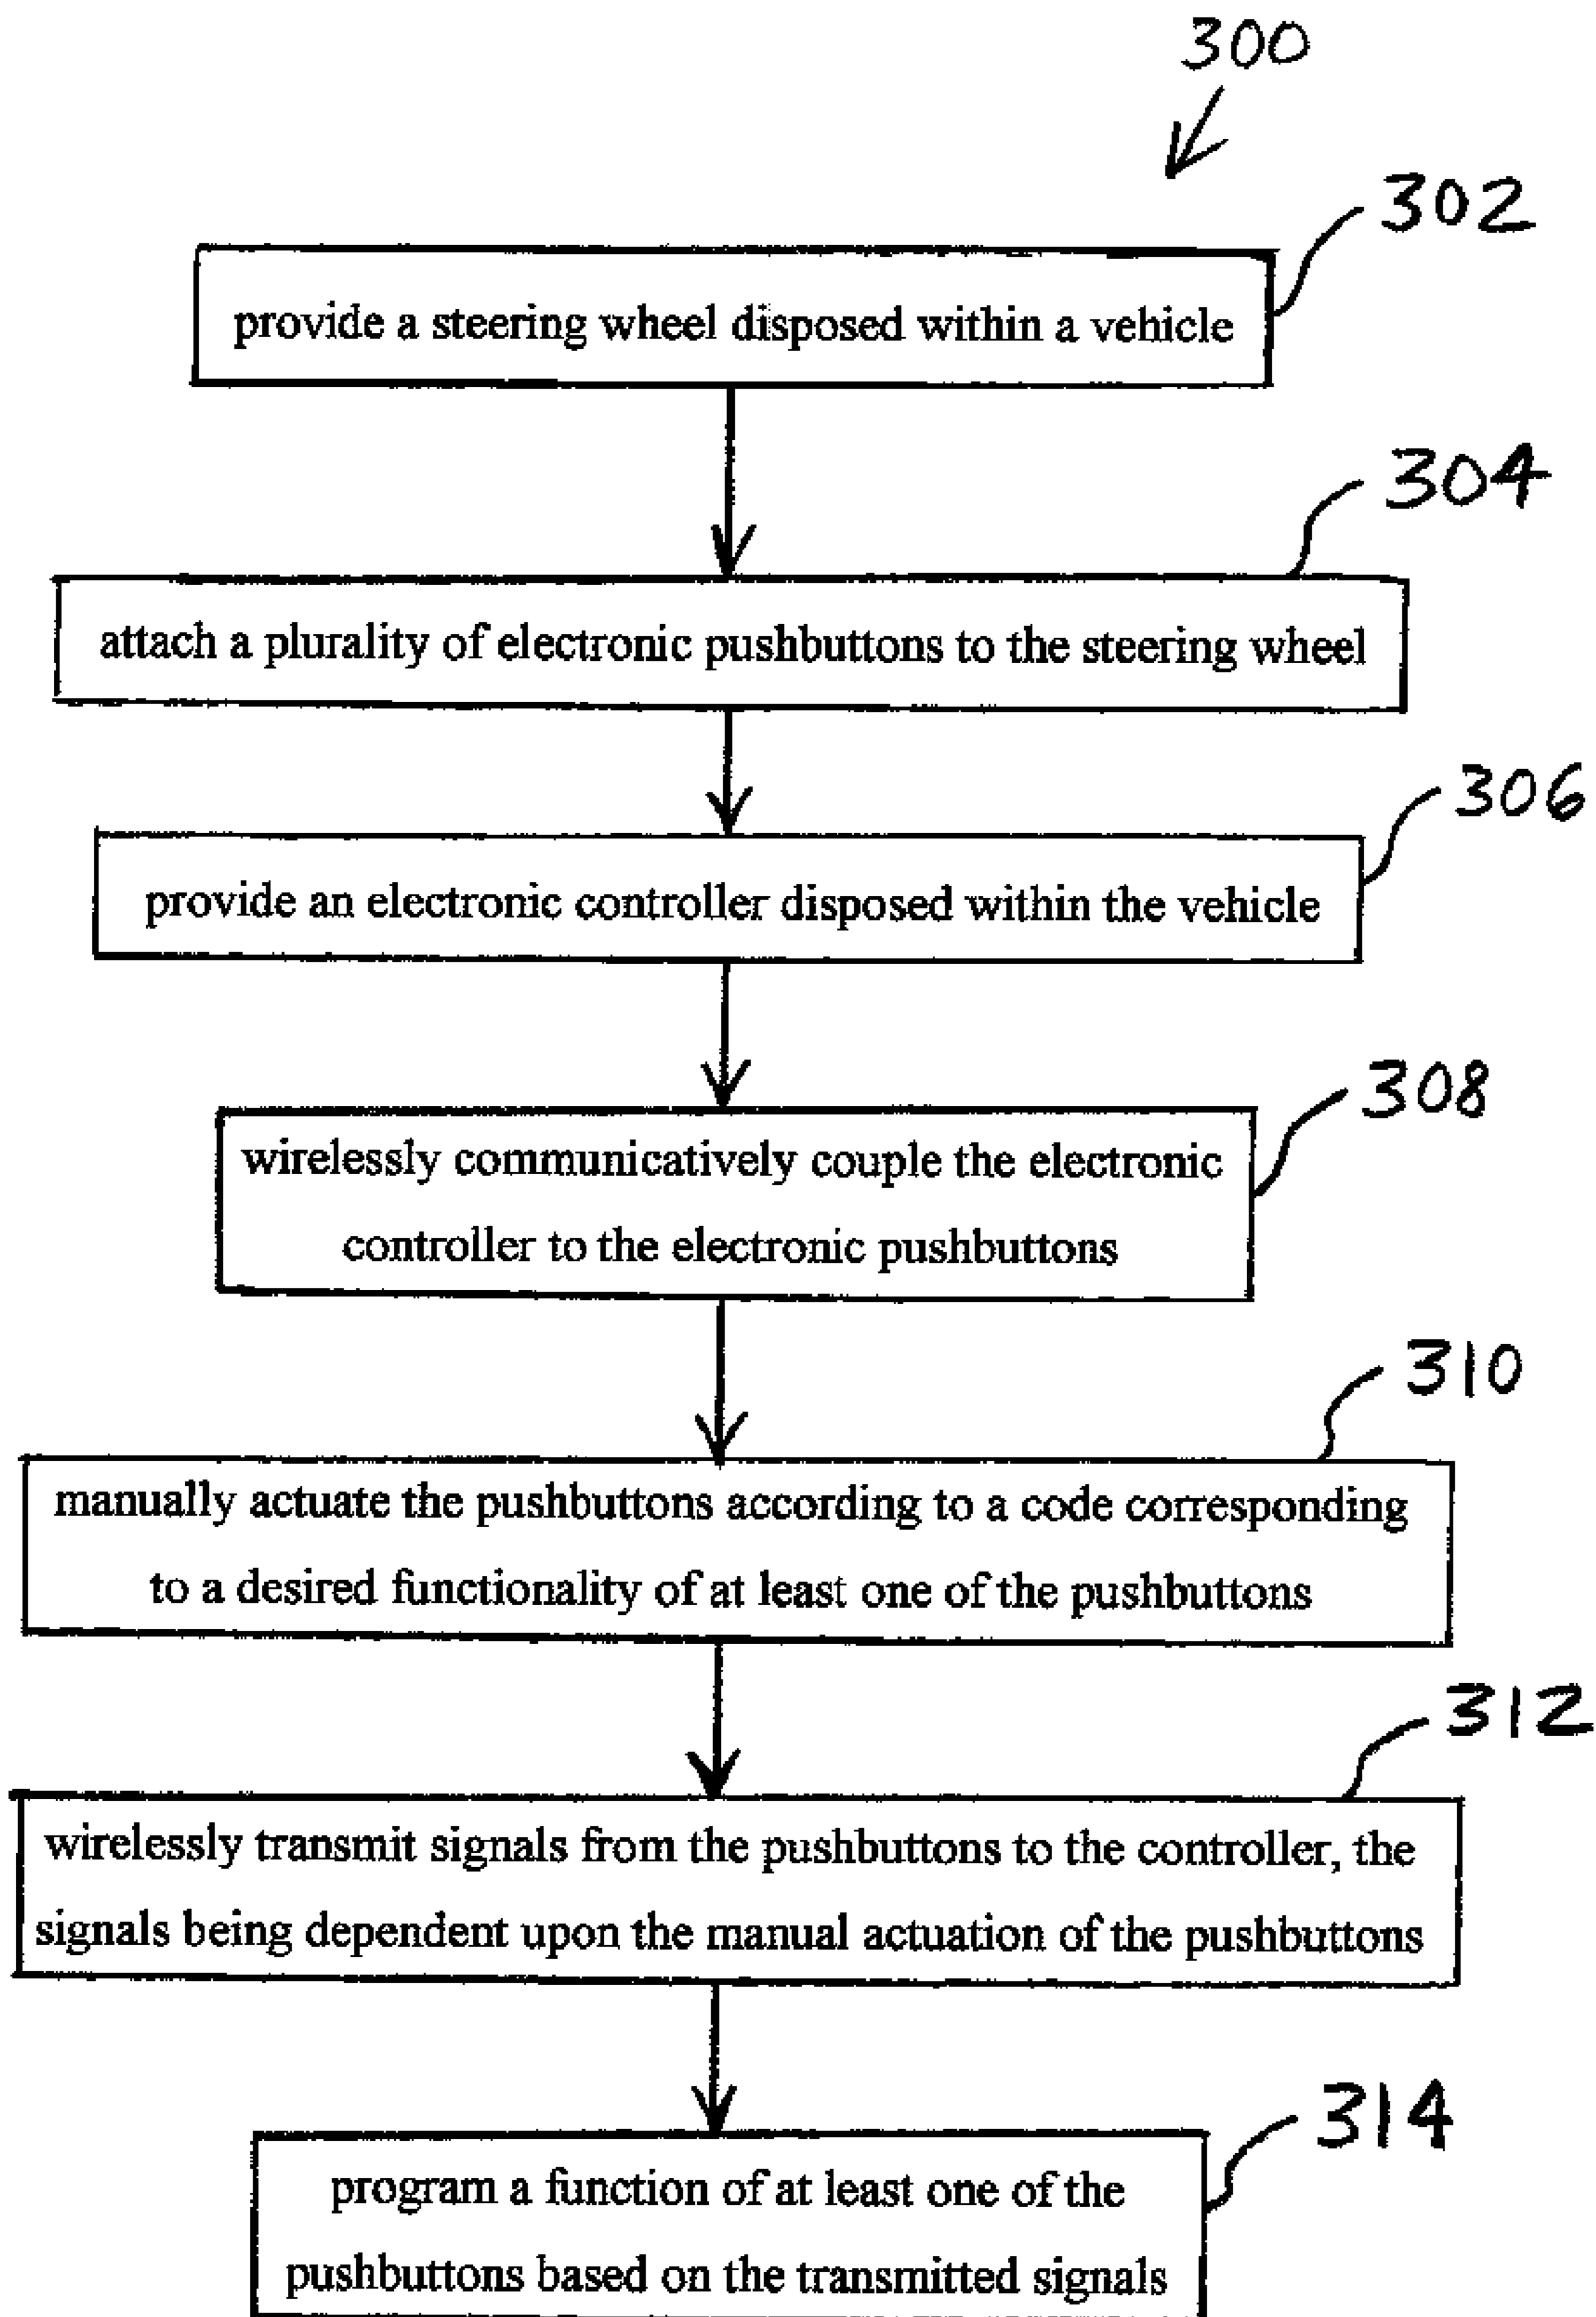 300
302
provide a steering wheel disposed within a vehicle
304
attach a plurality of electronic pushbuttons to the steering wheel
306
provide an electronic controller disposed within the vehicle
308
wirelessly communicatively couple the electronic
controller to the electronic pushbuttons
310
manually actuate the pushbuttons according to a code corresponding
to a desired functionality of at least one of the pushbuttons
312
wirelessly transmit signals from the pushbuttons to the controller, the
signals being dependent upon the manual actuation of the pushbuttons
314
program a function of at least one of the
pushbuttons based on the transmitted signals